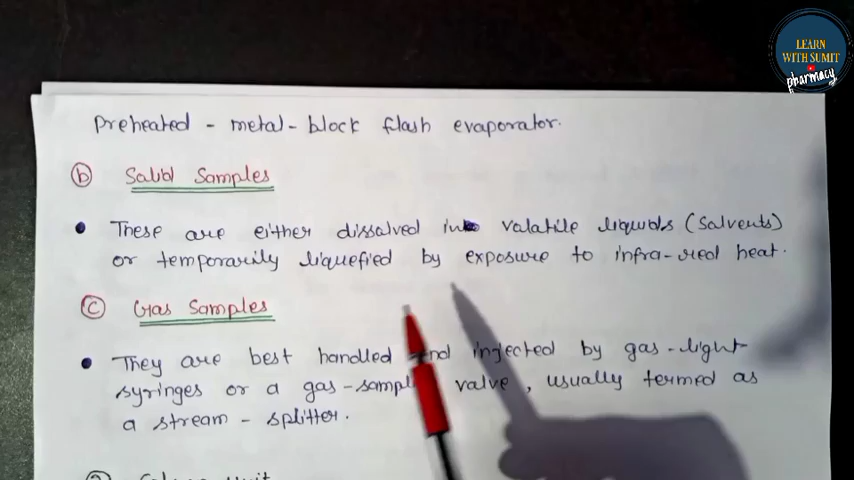 LEARN
WITH SUMIT
pharmacy
Preheated - metal - block flash evaporator.
(b) Solid Samples
• These are either dissolved into volatile liquids (Solvents)
or temporarily liquefied by exposure to infra-red heat.
(c) Gas Samples
• They are best handled and injected by gas-tight
syringes or a gas-sample valve, usually termed as
a stream - splitter.